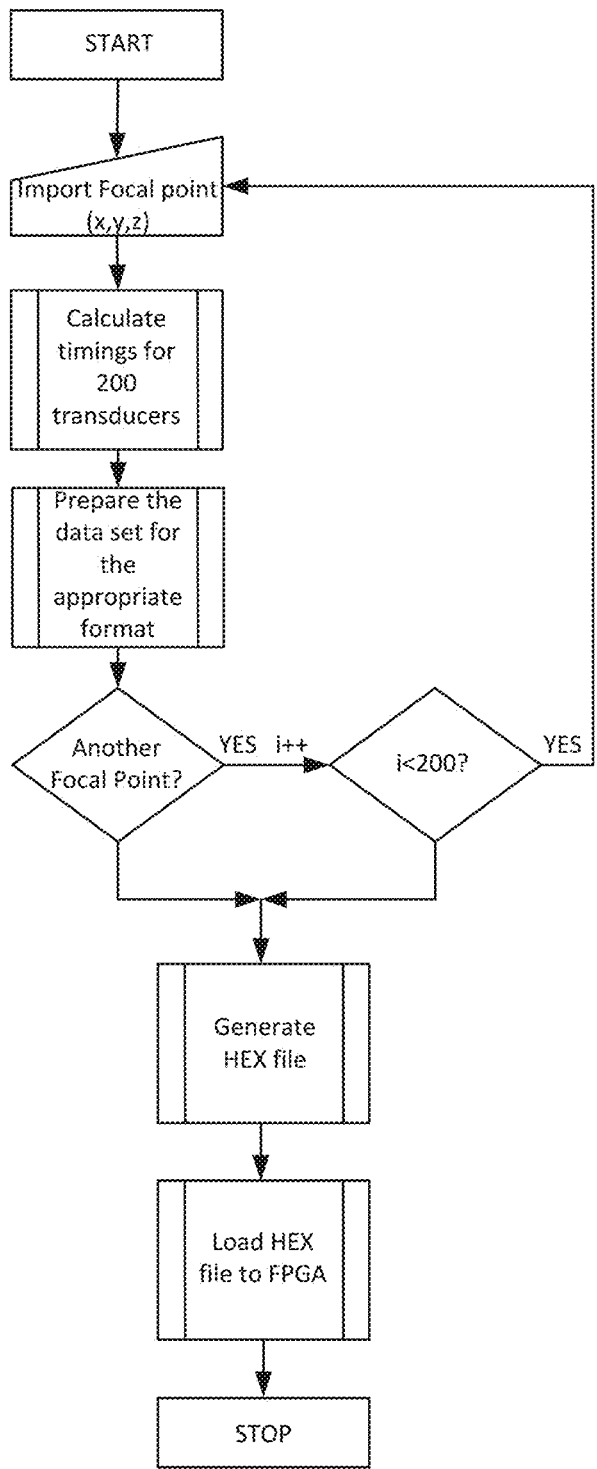 START
Import Focal point
(x,y,z)
Calculate
timings for
200
transducers
Prepare the
data set for
the
appropriate
format
Another
Focal Point?
YES i++
i<200?
YES
Generate
HEX file
Load HEX
file to FPGA
STOP